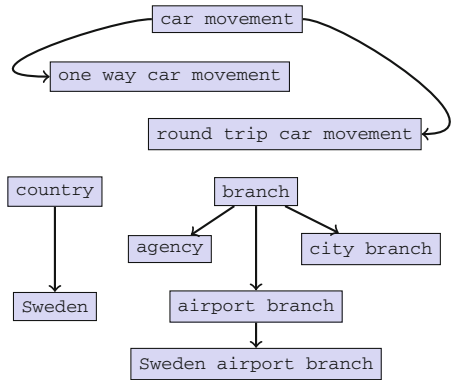 car movement
one way car movement
round trip car movement
country
branch
agency
city branch
Sweden
airport branch
Sweden airport branch